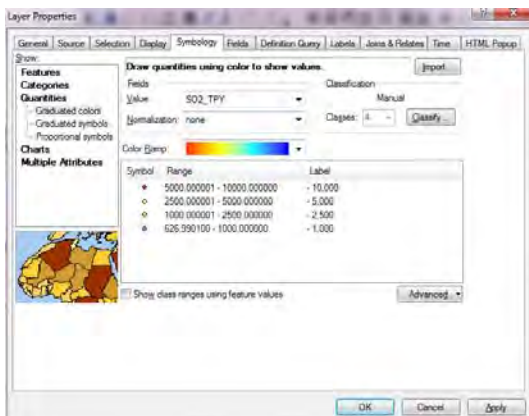 Layer Properties
General Source Selection Display Symbology Fields Definition Query Labels Joins & Relates Time HTML Popup
Show:
Features
Categories
Quantities
Graduated colors
Graduated symbols
Proportional symbols
Charts
Multiple Attributes
Draw quantities using color to show values.
Import...
Fields
Value SO2_TPY
Normalization: none
Classification
Manual
Classes: 4 Classify...
Color Ramp:
Symbol Range Label
5000.000001 - 10000.000000 - 10,000
2500.000001 - 5000.000000 - 5,000
1000.000001 - 2500.000000 - 2,500
626.990100 - 1000.000000 - 1,000
Show class ranges using feature values
Advanced
OK Cancel Apply